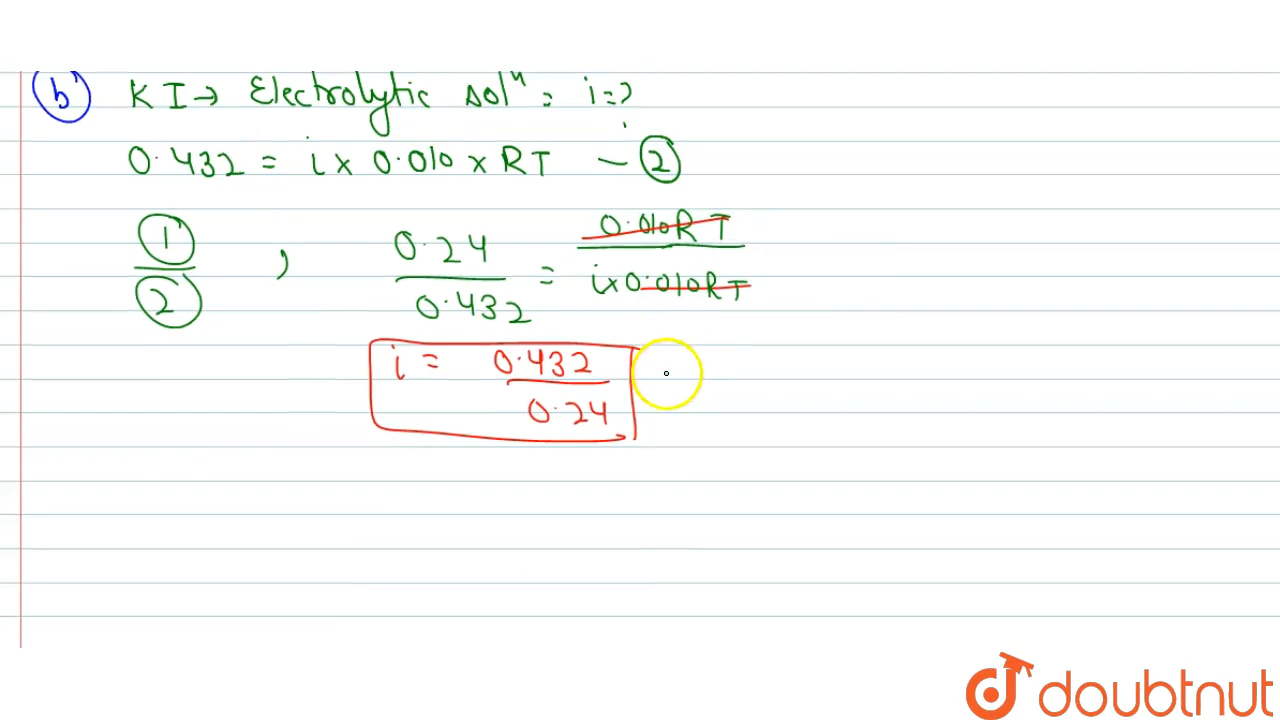 (b) KI → Electrolytic solⁿ = i=?
0.432 = i × 0.010 × RT — (2)
(1)/(2) , 0.24/0.432 = 0.010RT/i×0.010RT
i = 0.432/0.24
doubtnut